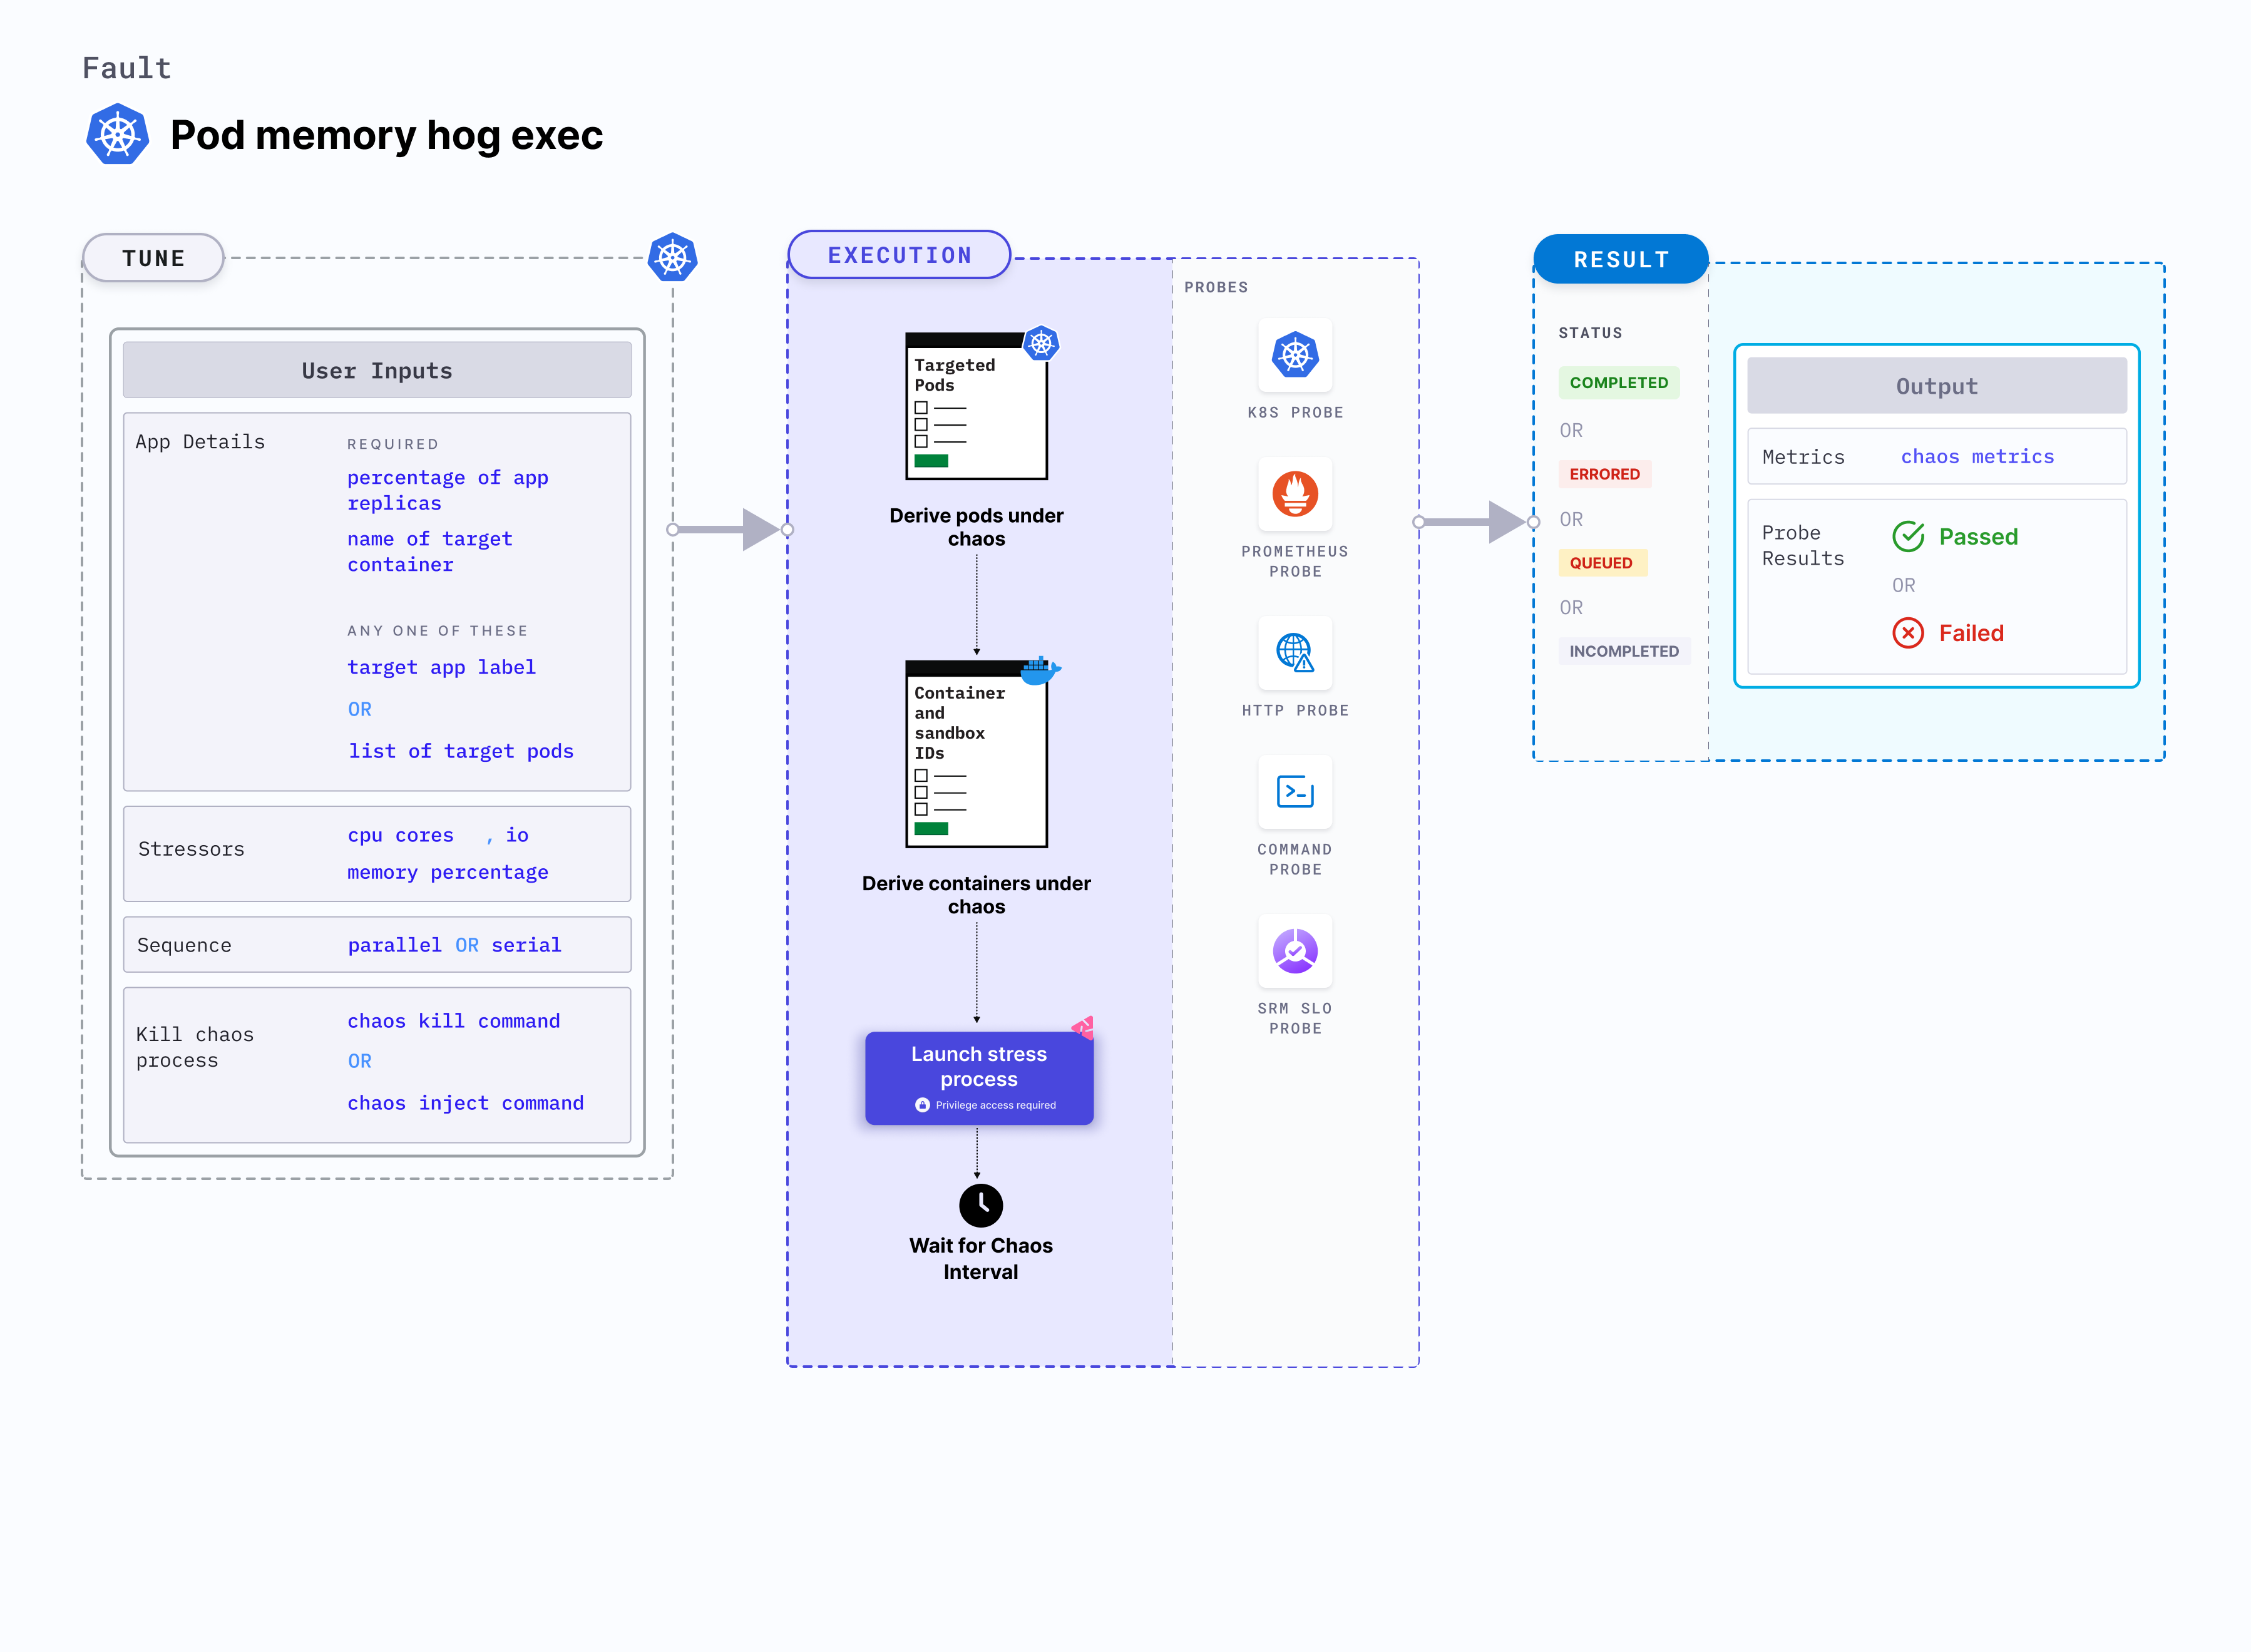 Fault
Pod memory hog exec
TUNE
User Inputs
App Details
REQUIRED
percentage of app
replicas
name of target
container
ANY ONE OF THESE
target app label
OR
list of target pods
Stressors
cpu cores , io
memory percentage
Sequence
parallel OR serial
Kill chaos
process
chaos kill command
OR
chaos inject command
EXECUTION
Targeted
Pods
Derive pods under
chaos
Container
and
sandbox
IDs
Derive containers under
chaos
Launch stress
process
Privilege access required
Wait for Chaos
Interval
PROBES
K8S PROBE
PROMETHEUS
PROBE
HTTP PROBE
COMMAND
PROBE
SRM SLO
PROBE
RESULT
STATUS
COMPLETED
OR
ERRORED
OR
QUEUED
OR
INCOMPLETED
Output
Metrics
chaos metrics
Probe
Results
Passed
OR
Failed